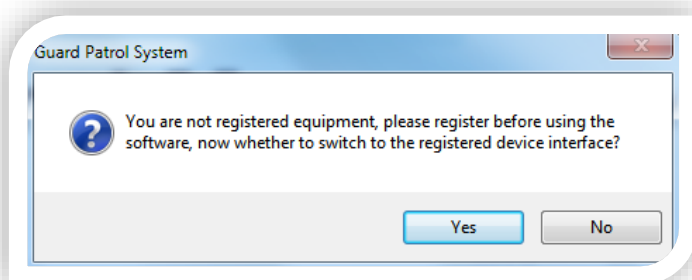 Guard Patrol System
You are not registered equipment, please register before using the
software, now whether to switch to the registered device interface?
Yes
No